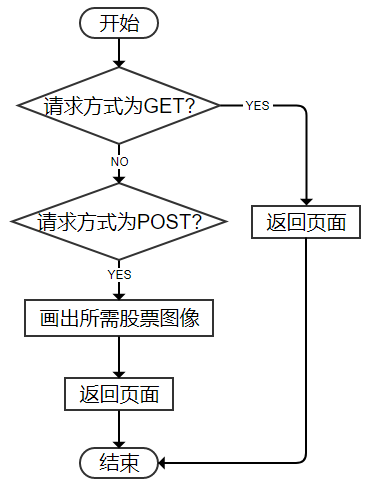 开始
请求方式为GET?
YES
NO
请求方式为POST?
返回页面
YES
画出所需股票图像
返回页面
结束